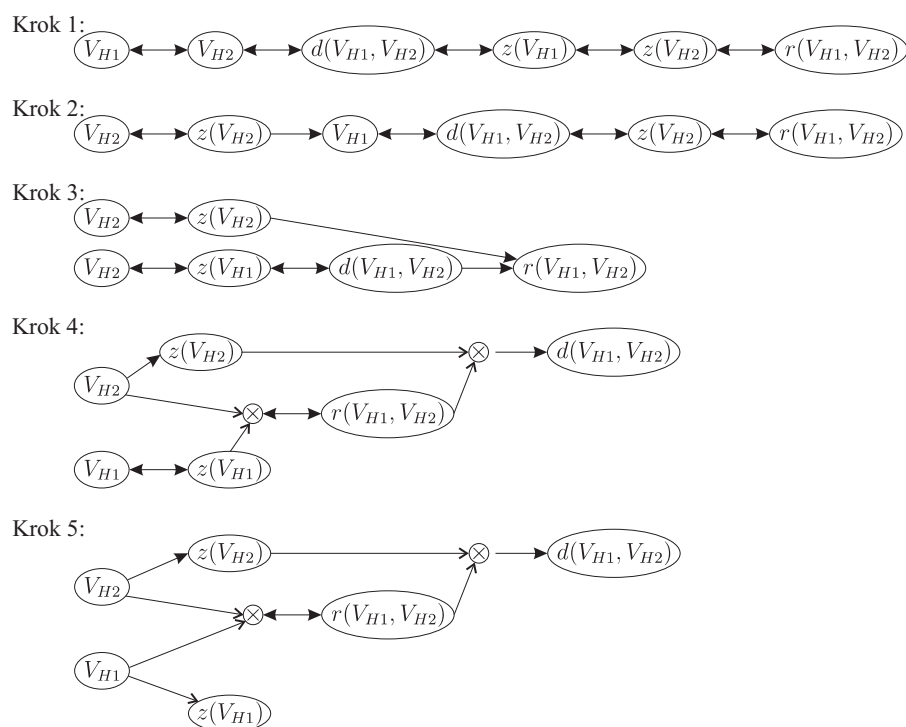 Krok 1:
V_{H1} V_{H2} d(V_{H1}, V_{H2}) z(V_{H1}) z(V_{H2}) r(V_{H1}, V_{H2})
Krok 2:
V_{H2} z(V_{H2}) V_{H1} d(V_{H1}, V_{H2}) z(V_{H2}) r(V_{H1}, V_{H2})
Krok 3:
V_{H2} z(V_{H2})
V_{H2} z(V_{H1}) d(V_{H1}, V_{H2}) r(V_{H1}, V_{H2})
Krok 4:
z(V_{H2}) ⊗ d(V_{H1}, V_{H2})
V_{H2}
⊗ r(V_{H1}, V_{H2})
V_{H1} z(V_{H1})
Krok 5:
z(V_{H2}) ⊗ d(V_{H1}, V_{H2})
V_{H2}
⊗ r(V_{H1}, V_{H2})
V_{H1}
z(V_{H1})